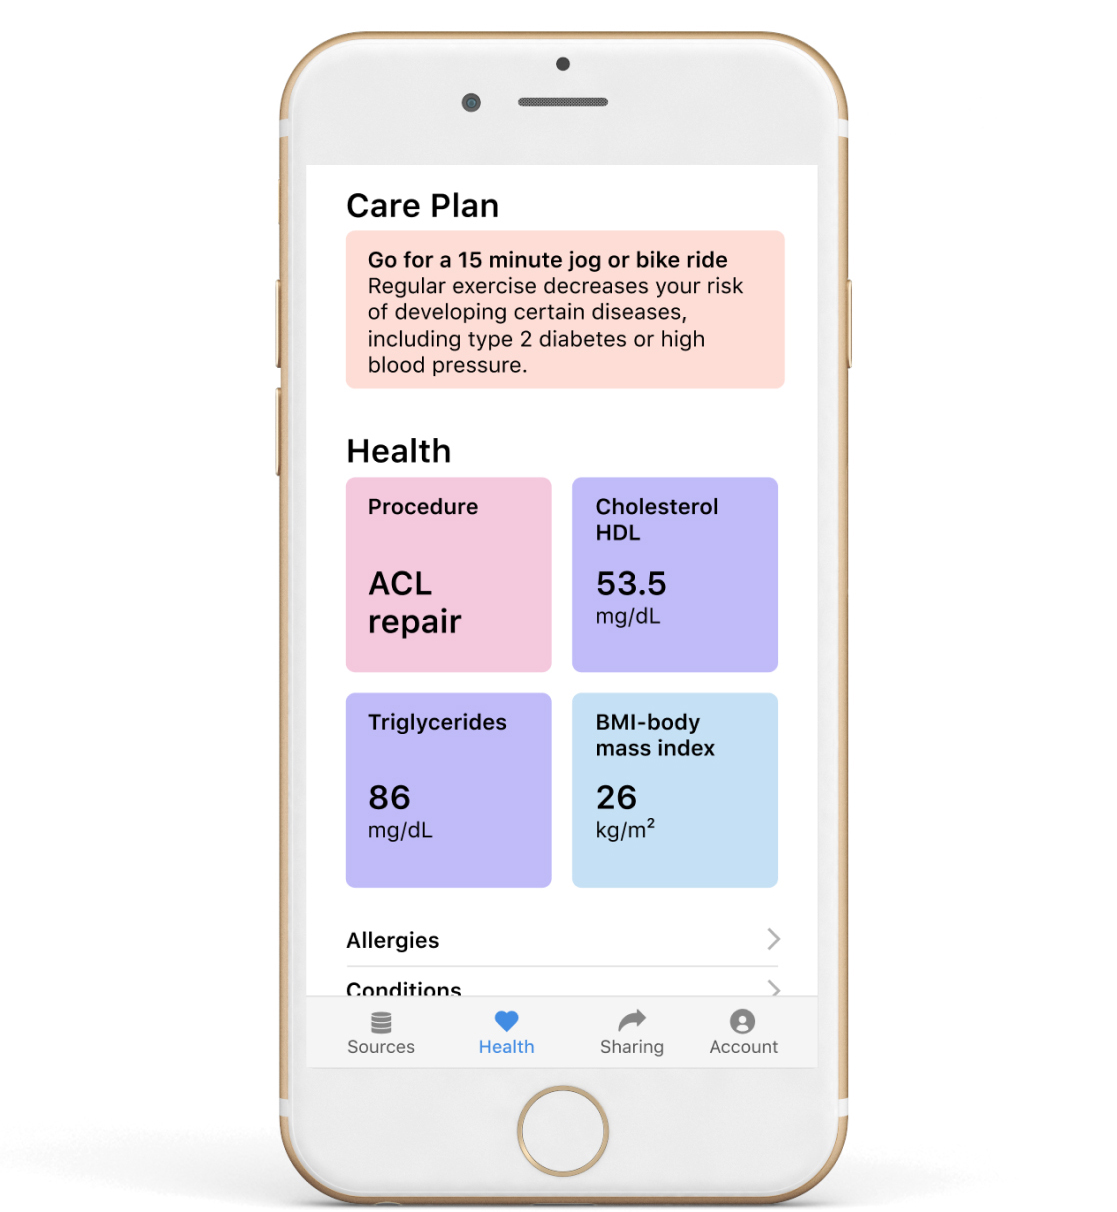 Care Plan
Go for a 15 minute jog or bike ride
Regular exercise decreases your risk
of developing certain diseases,
including type 2 diabetes or high
blood pressure.
Health
Procedure
ACL
repair
Cholesterol
HDL
53.5
mg/dL
Triglycerides
86
mg/dL
BMI-body
mass index
26
kg/m²
Allergies
Conditions
Sources
Health
Sharing
Account